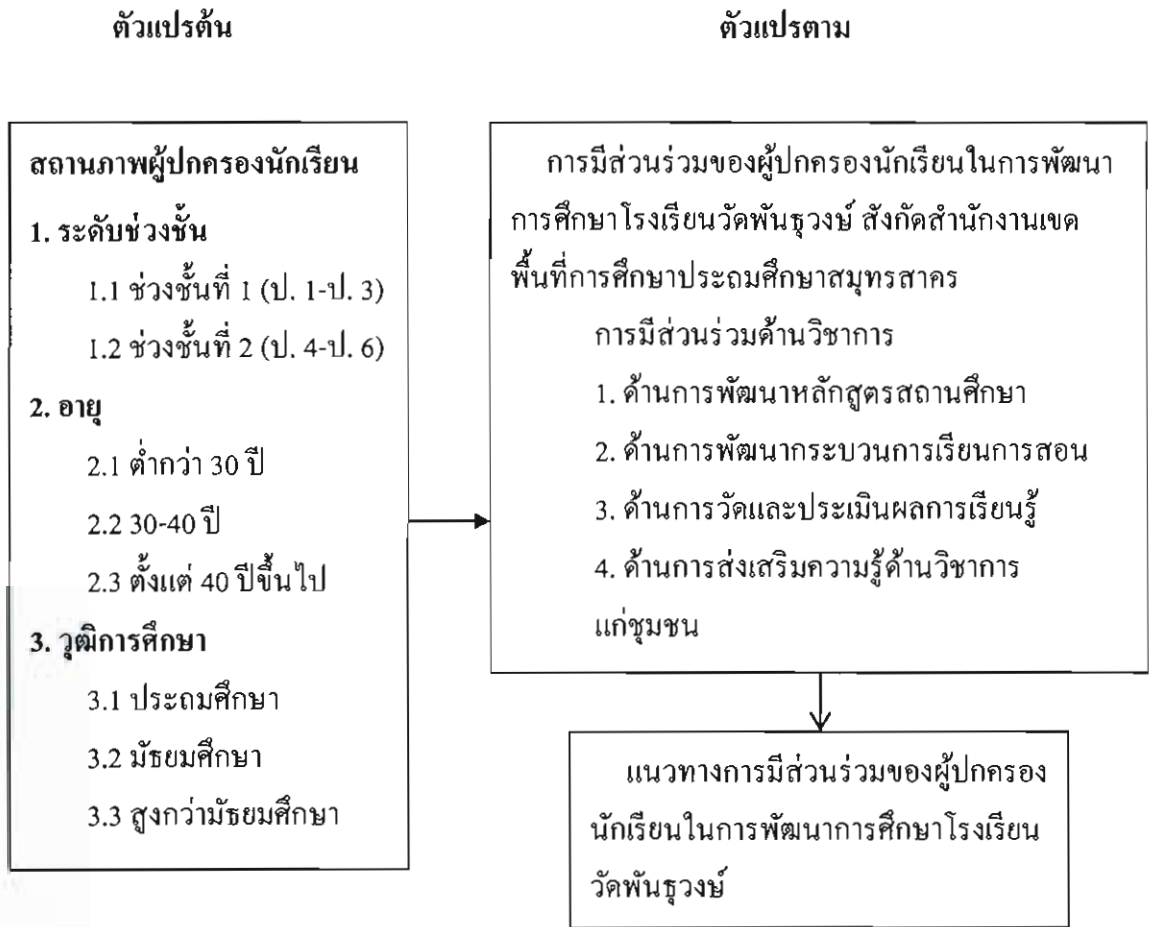 ตัวแปรต้น
ตัวแปรตาม
สถานภาพผู้ปกครองนักเรียน
1. ระดับช่วงชั้น
1.1 ช่วงชั้นที่ 1 (ป. 1-ป. 3)
1.2 ช่วงชั้นที่ 2 (ป. 4-ป. 6)
2. อายุ
2.1 ต่ำกว่า 30 ปี
2.2 30-40 ปี
2.3 ตั้งแต่ 40 ปีขึ้นไป
3. วุฒิการศึกษา
3.1 ประถมศึกษา
3.2 มัธยมศึกษา
3.3 สูงกว่ามัธยมศึกษา
การมีส่วนร่วมของผู้ปกครองนักเรียนในการพัฒนา
การศึกษาโรงเรียนวัดพันธุวงษ์ สังกัดสำนักงานเขต
พื้นที่การศึกษาประถมศึกษาสมุทรสาคร
การมีส่วนร่วมด้านวิชาการ
1. ด้านการพัฒนาหลักสูตรสถานศึกษา
2. ด้านการพัฒนากระบวนการเรียนการสอน
3. ด้านการวัดและประเมินผลการเรียนรู้
4. ด้านการส่งเสริมความรู้ด้านวิชาการ
แก่ชุมชน
แนวทางการมีส่วนร่วมของผู้ปกครอง
นักเรียนในการพัฒนาการศึกษาโรงเรียน
วัดพันธุวงษ์